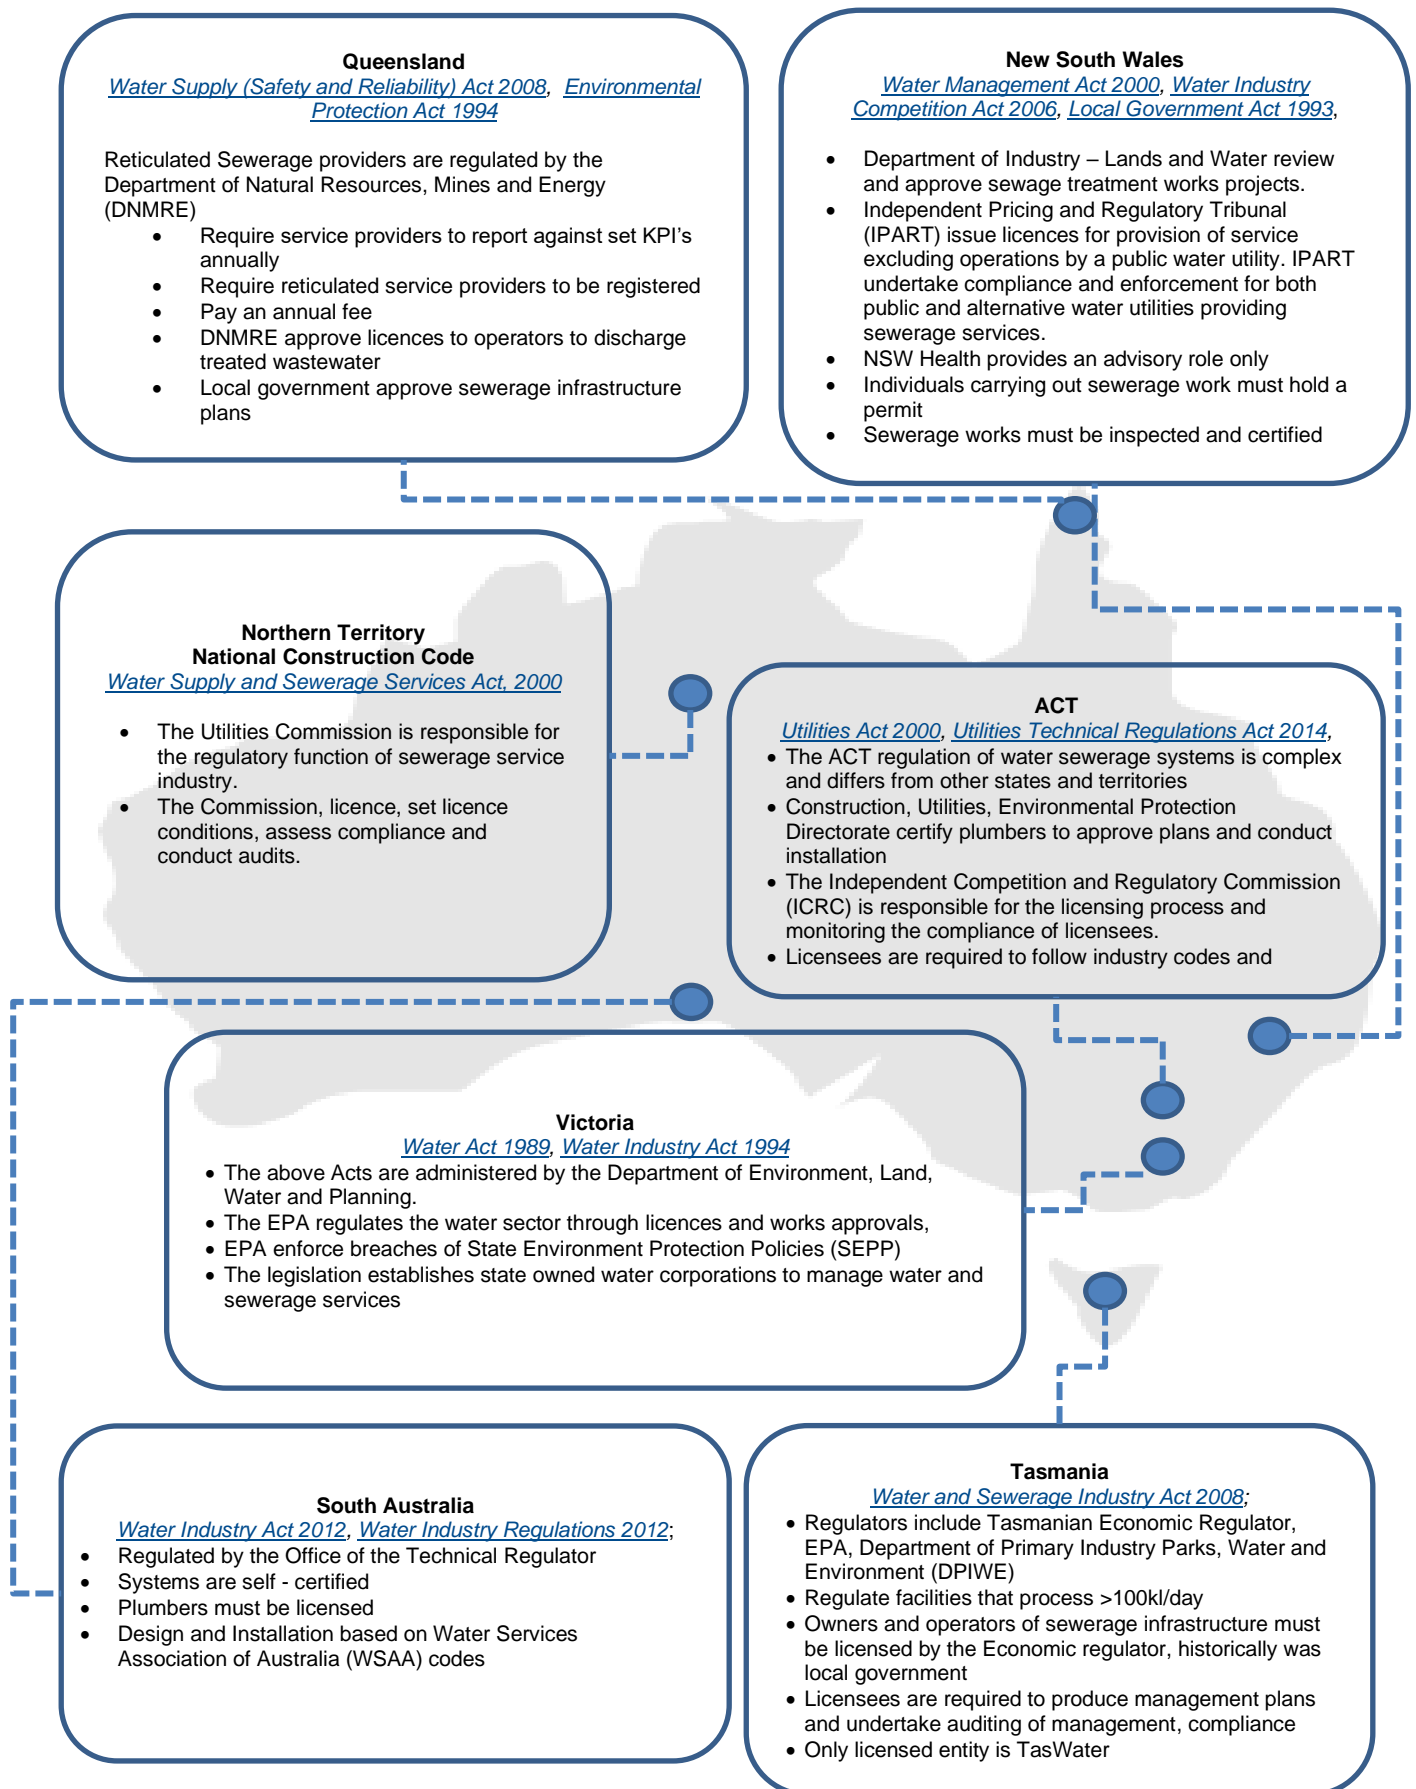 Queensland
Water Supply (Safety and Reliability) Act 2008, Environmental
Protection Act 1994
Reticulated Sewerage providers are regulated by the
Department of Natural Resources, Mines and Energy
(DNMRE)
• Require service providers to report against set KPI's
annually
• Require reticulated service providers to be registered
• Pay an annual fee
• DNMRE approve licences to operators to discharge
treated wastewater
• Local government approve sewerage infrastructure
plans
New South Wales
Water Management Act 2000, Water Industry
Competition Act 2006, Local Government Act 1993,
• Department of Industry – Lands and Water review
and approve sewage treatment works projects.
• Independent Pricing and Regulatory Tribunal
(IPART) issue licences for provision of service
excluding operations by a public water utility. IPART
undertake compliance and enforcement for both
public and alternative water utilities providing
sewerage services.
• NSW Health provides an advisory role only
• Individuals carrying out sewerage work must hold a
permit
• Sewerage works must be inspected and certified
Northern Territory
National Construction Code
Water Supply and Sewerage Services Act, 2000
• The Utilities Commission is responsible for
the regulatory function of sewerage service
industry.
• The Commission, licence, set licence
conditions, assess compliance and
conduct audits.
ACT
Utilities Act 2000, Utilities Technical Regulations Act 2014,
• The ACT regulation of water sewerage systems is complex
and differs from other states and territories
• Construction, Utilities, Environmental Protection
Directorate certify plumbers to approve plans and conduct
installation
• The Independent Competition and Regulatory Commission
(ICRC) is responsible for the licensing process and
monitoring the compliance of licensees.
• Licensees are required to follow industry codes and
Victoria
Water Act 1989, Water Industry Act 1994
• The above Acts are administered by the Department of Environment, Land,
Water and Planning.
• The EPA regulates the water sector through licences and works approvals,
• EPA enforce breaches of State Environment Protection Policies (SEPP)
• The legislation establishes state owned water corporations to manage water and
sewerage services
South Australia
Water Industry Act 2012, Water Industry Regulations 2012;
• Regulated by the Office of the Technical Regulator
• Systems are self - certified
• Plumbers must be licensed
• Design and Installation based on Water Services
Association of Australia (WSAA) codes
Tasmania
Water and Sewerage Industry Act 2008;
• Regulators include Tasmanian Economic Regulator,
EPA, Department of Primary Industry Parks, Water and
Environment (DPIWE)
• Regulate facilities that process >100kl/day
• Owners and operators of sewerage infrastructure must
be licensed by the Economic regulator, historically was
local government
• Licensees are required to produce management plans
and undertake auditing of management, compliance
• Only licensed entity is TasWater